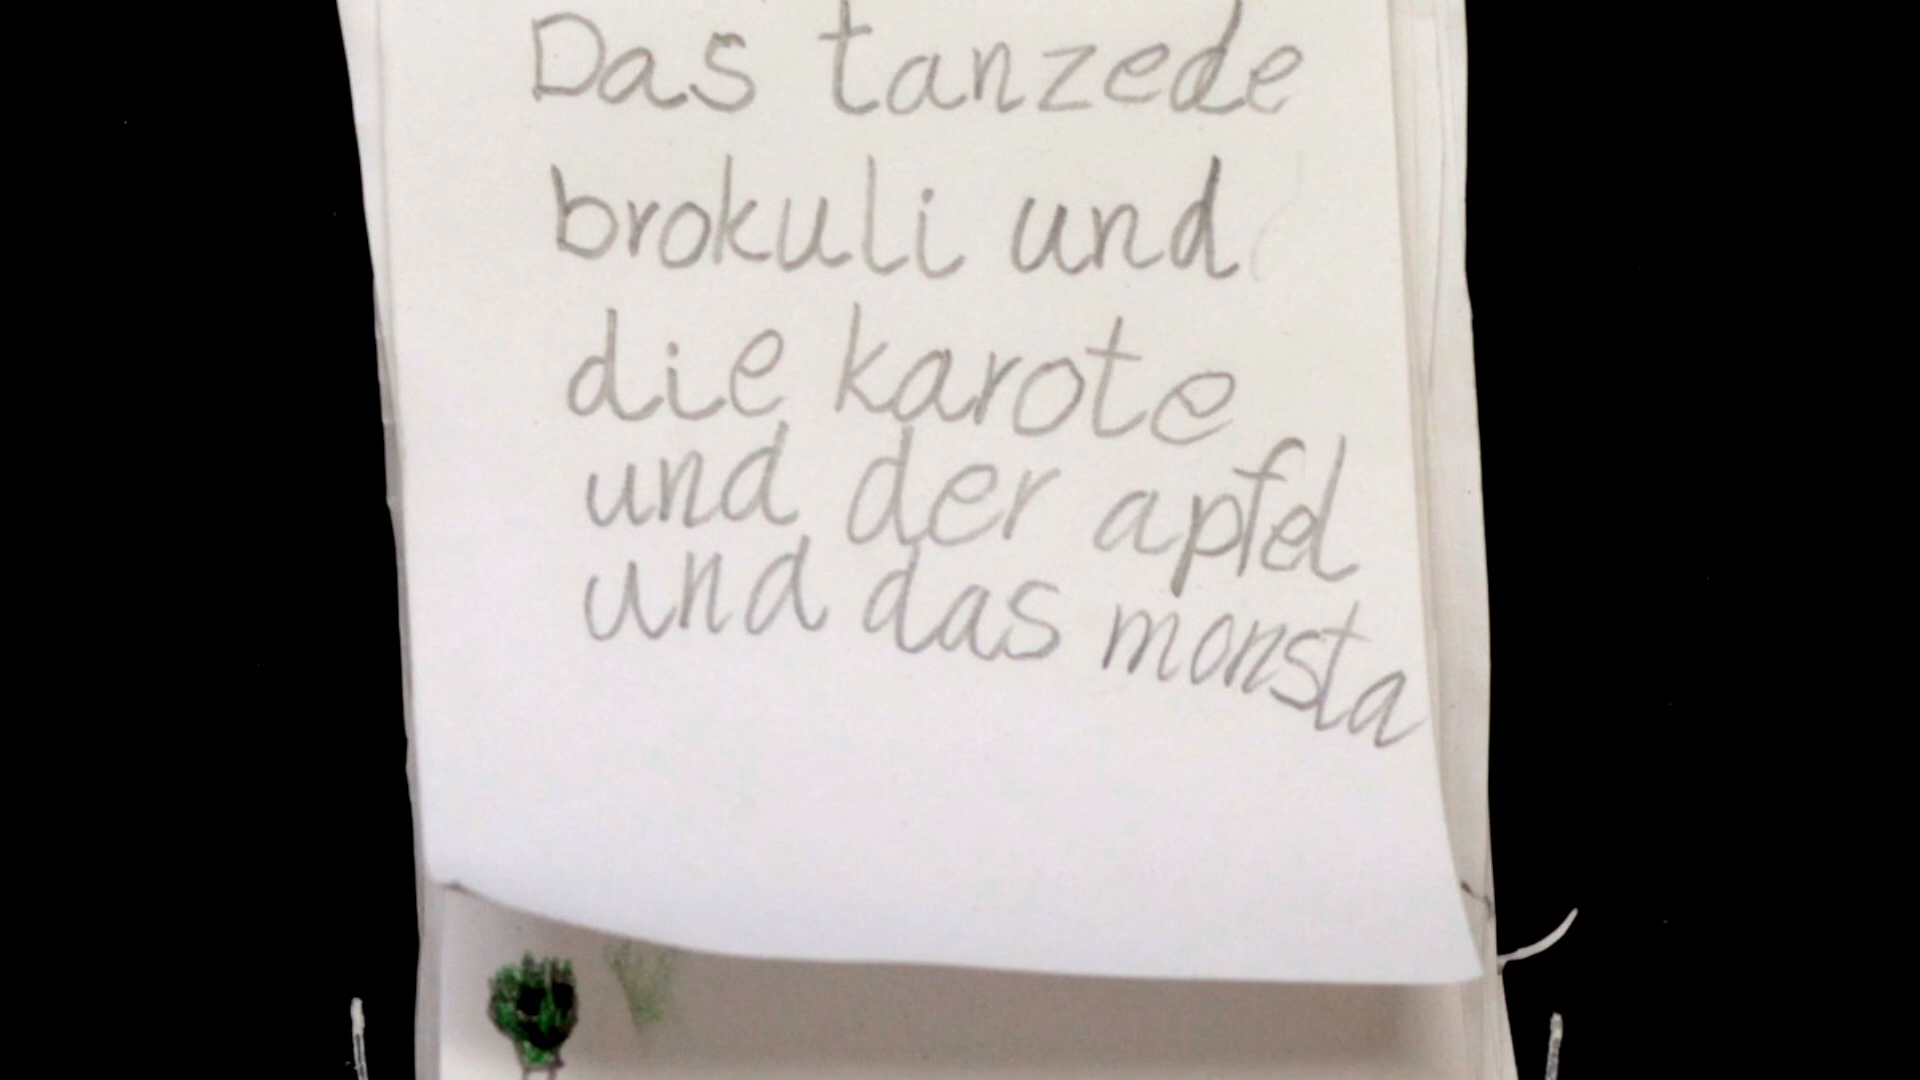 Das tanzede
brokuli und
die karote
und der apfel
und das monsta